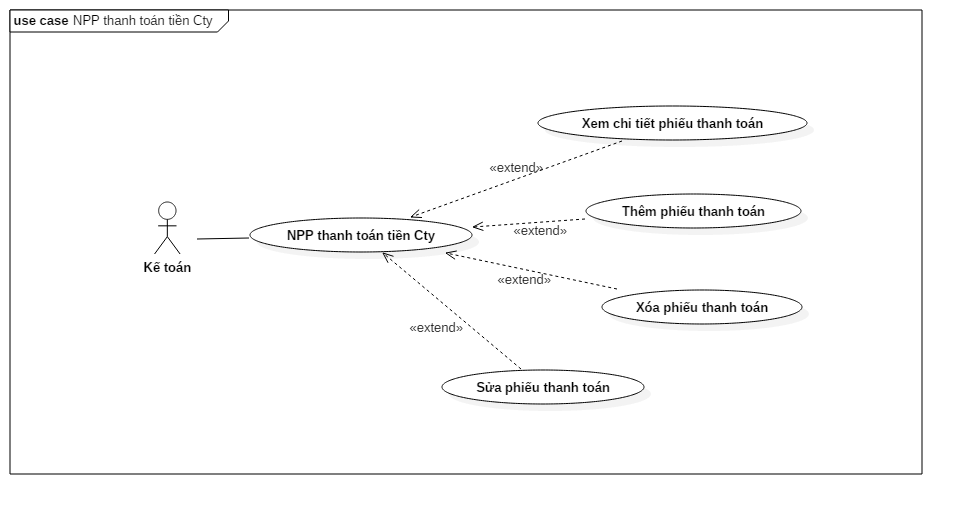 use case NPP thanh toán tiền Cty
Xem chi tiết phiếu thanh toán
«extend»
Thêm phiếu thanh toán
«extend»
NPP thanh toán tiền Cty
Kế toán
«extend»
Xóa phiếu thanh toán
«extend»
Sửa phiếu thanh toán